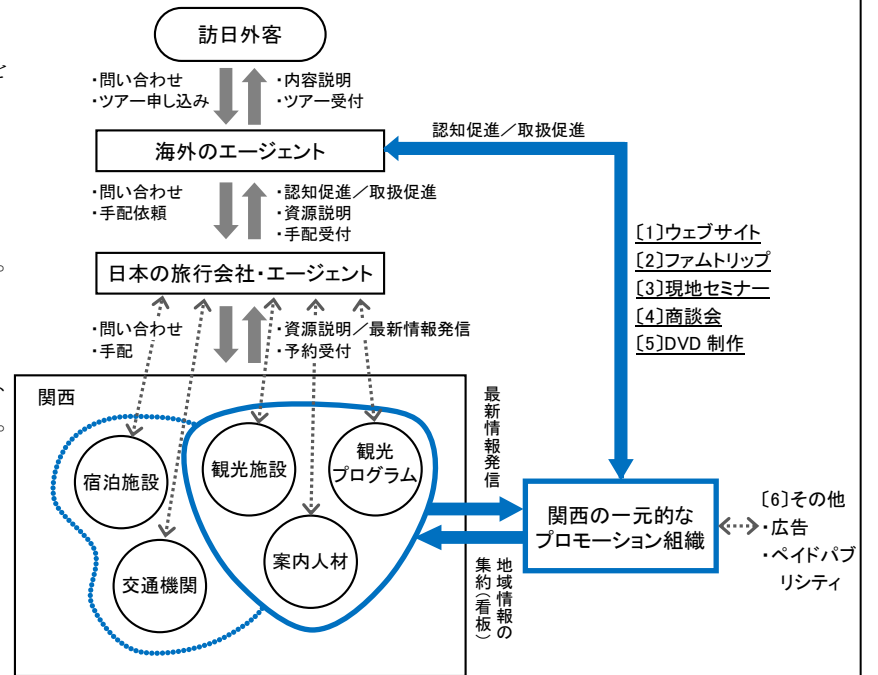 訪日外客
・問い合わせ
・ツアー申し込み
・内容説明
・ツアー受付
海外のエージェント
認知促進／取扱促進
・問い合わせ
・手配依頼
・認知促進／取扱促進
・資源説明
・手配受付
〔1〕ウェブサイト
〔2〕ファムトリップ
〔3〕現地セミナー
〔4〕商談会
〔5〕DVD 制作
日本の旅行会社・エージェント
・問い合わせ
・手配
・資源説明／最新情報発信
・予約受付
関西
宿泊施設
観光施設
観光
プログラム
案内人材
交通機関
最新情報発信
地域情報の
集約（看板）
関西の一元的な
プロモーション組織
〔6〕その他
・広告
・ペイドパブ
リシティ